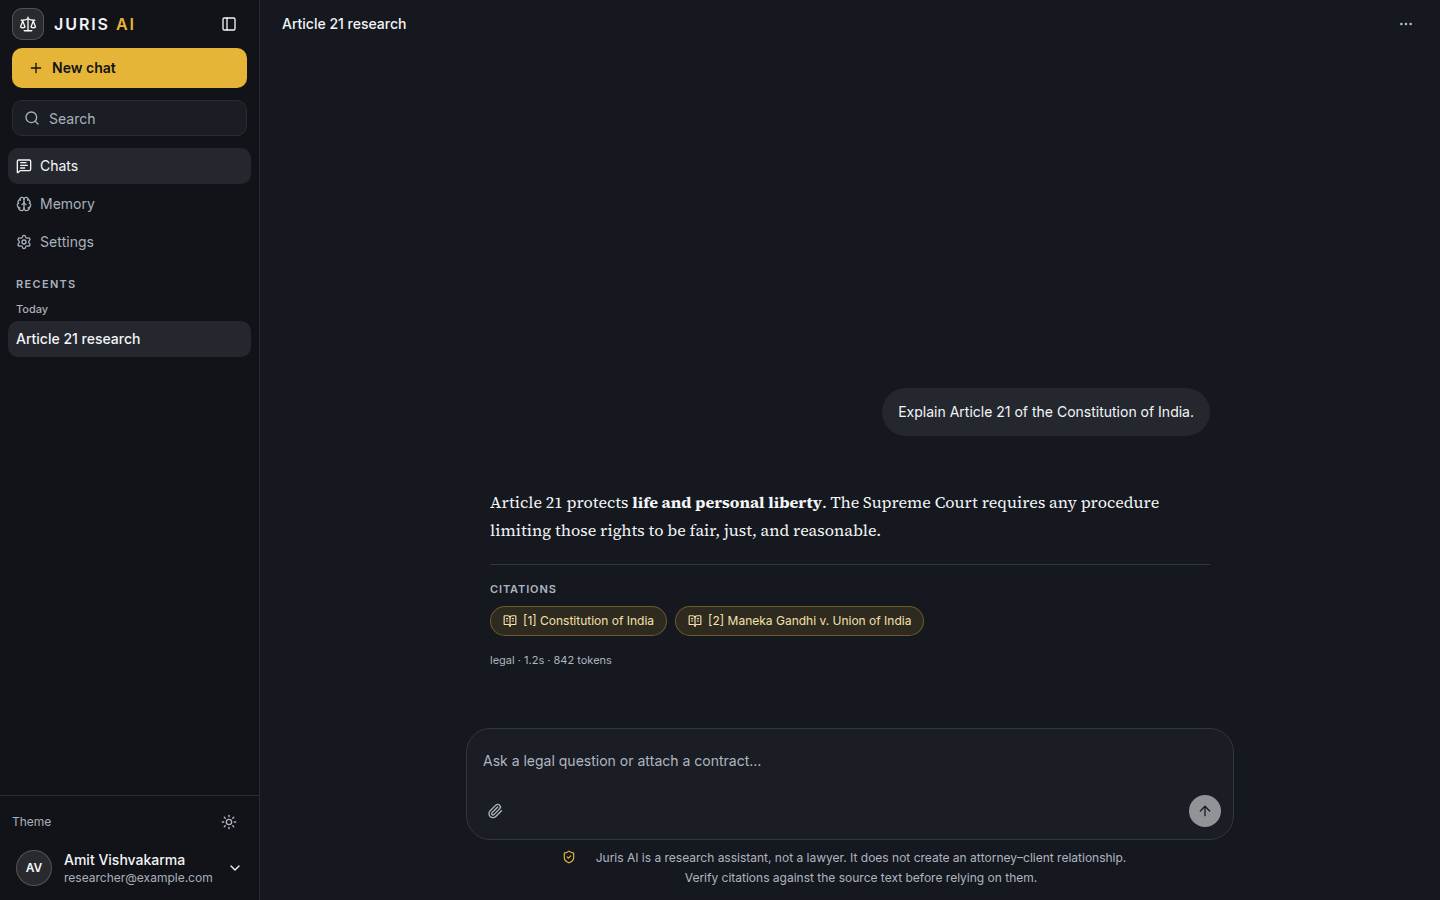 JURIS AI
New chat
Search
Chats
Memory
Settings
RECENTS
Today
Article 21 research
Theme
AV
Amit Vishvakarma
researcher@example.com
Article 21 research
Explain Article 21 of the Constitution of India.
Article 21 protects life and personal liberty. The Supreme Court requires any procedure
limiting those rights to be fair, just, and reasonable.
CITATIONS
[1] Constitution of India
[2] Maneka Gandhi v. Union of India
legal · 1.2s · 842 tokens
Ask a legal question or attach a contract...
Juris AI is a research assistant, not a lawyer. It does not create an attorney–client relationship.
Verify citations against the source text before relying on them.